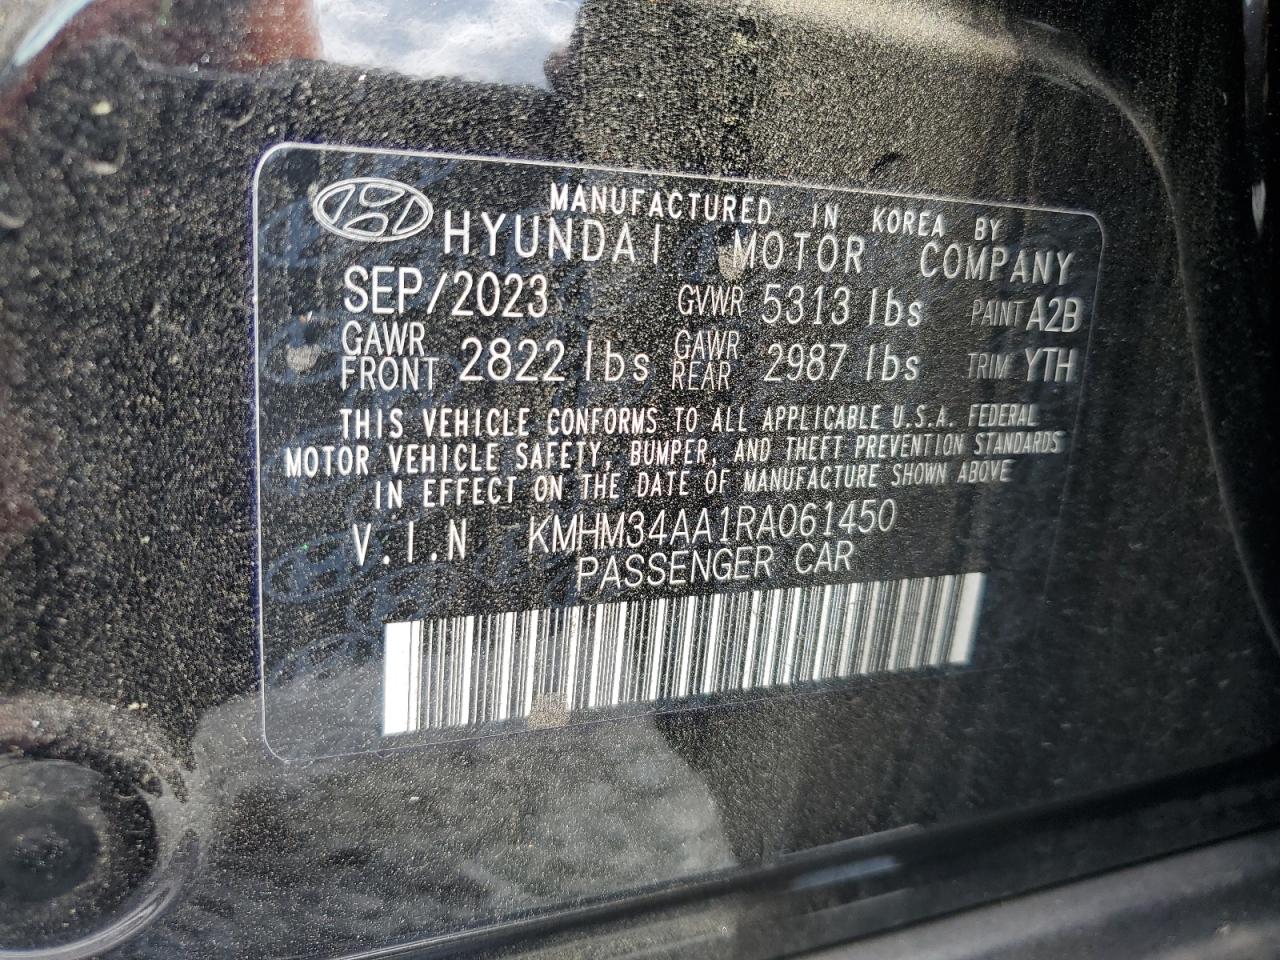 MANUFACTURED IN KOREA BY
HYUNDAI MOTOR COMPANY
SEP/2023 GVWR 5313 lbs PAINT A2B
GAWR FRONT 2822 lbs GAWR REAR 2987 lbs TRIM YTH
THIS VEHICLE CONFORMS TO ALL APPLICABLE U.S.A. FEDERAL
MOTOR VEHICLE SAFETY, BUMPER, AND THEFT PREVENTION STANDARDS
IN EFFECT ON THE DATE OF MANUFACTURE SHOWN ABOVE
V.I.N KMHM34AA1RA061450
PASSENGER CAR